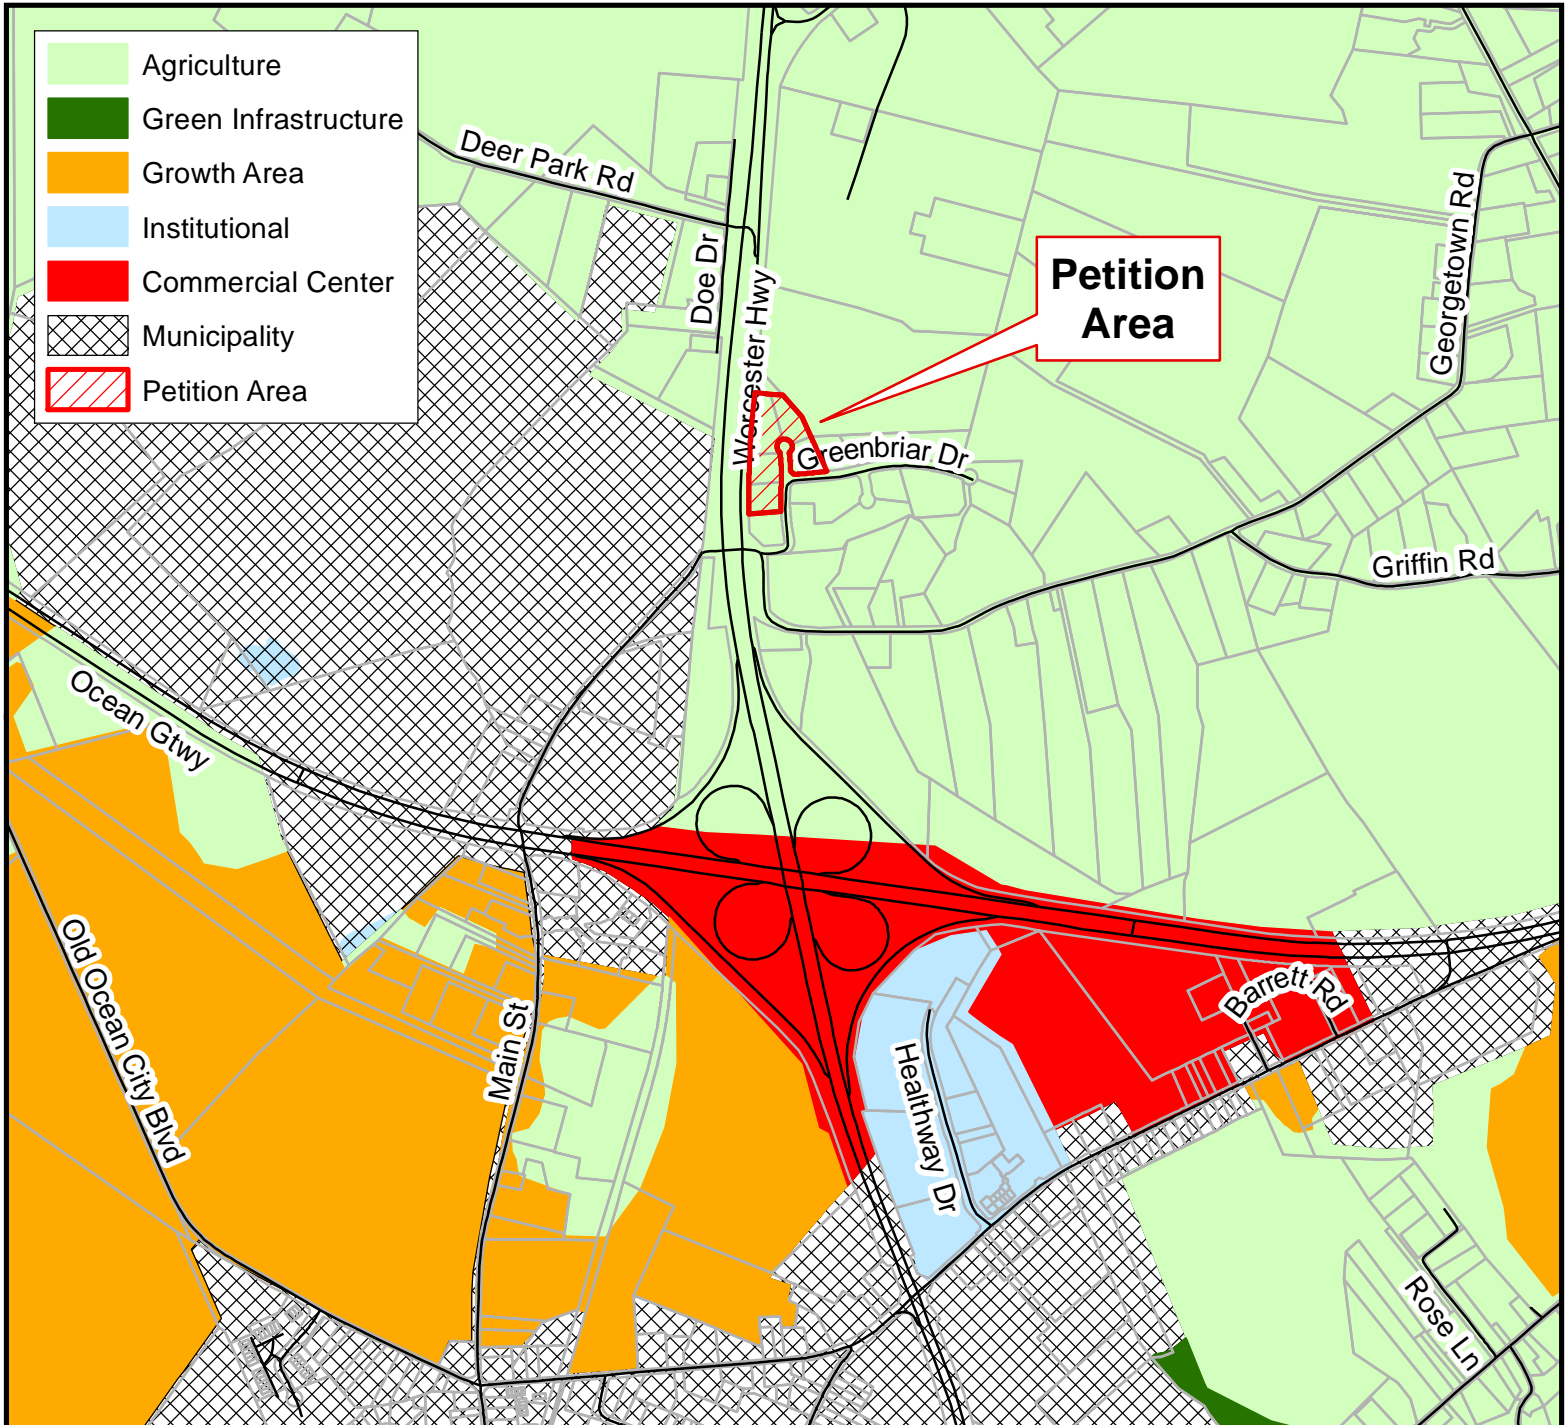 Agriculture
Green Infrastructure
Growth Area
Institutional
Commercial Center
Municipality
Petition Area
Deer Park Rd
Doe Dr
Worcester Hwy
Petition
Area
Georgetown Rd
Greenbriar Dr
Griffin Rd
Ocean Gtwy
Old Ocean City Blvd
Main St
Barrett Rd
Healthway Dr
Rose Ln